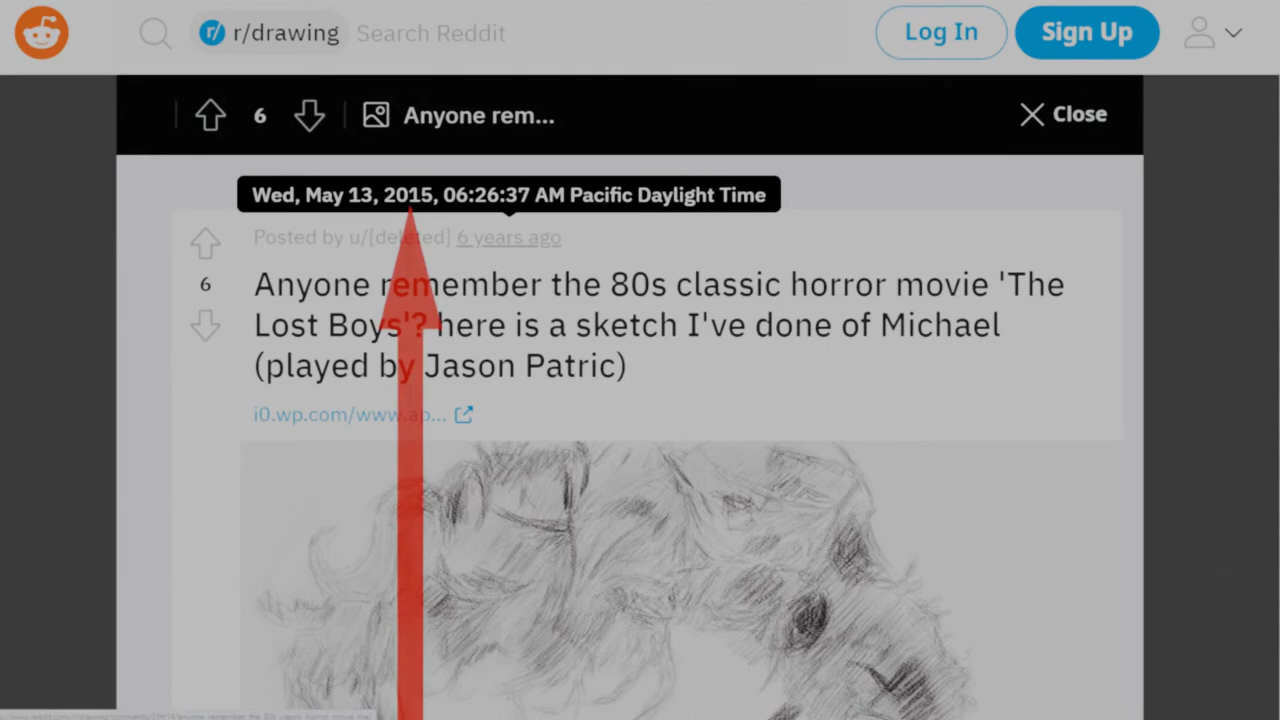 r/drawing Search Reddit Log In Sign Up
6 Anyone rem... Close
Wed, May 13, 2015, 06:26:37 AM Pacific Daylight Time
Posted by u/[deleted] 6 years ago
6
Anyone remember the 80s classic horror movie 'The
Lost Boys'? here is a sketch I've done of Michael
(played by Jason Patric)
i0.wp.com/www.ap...